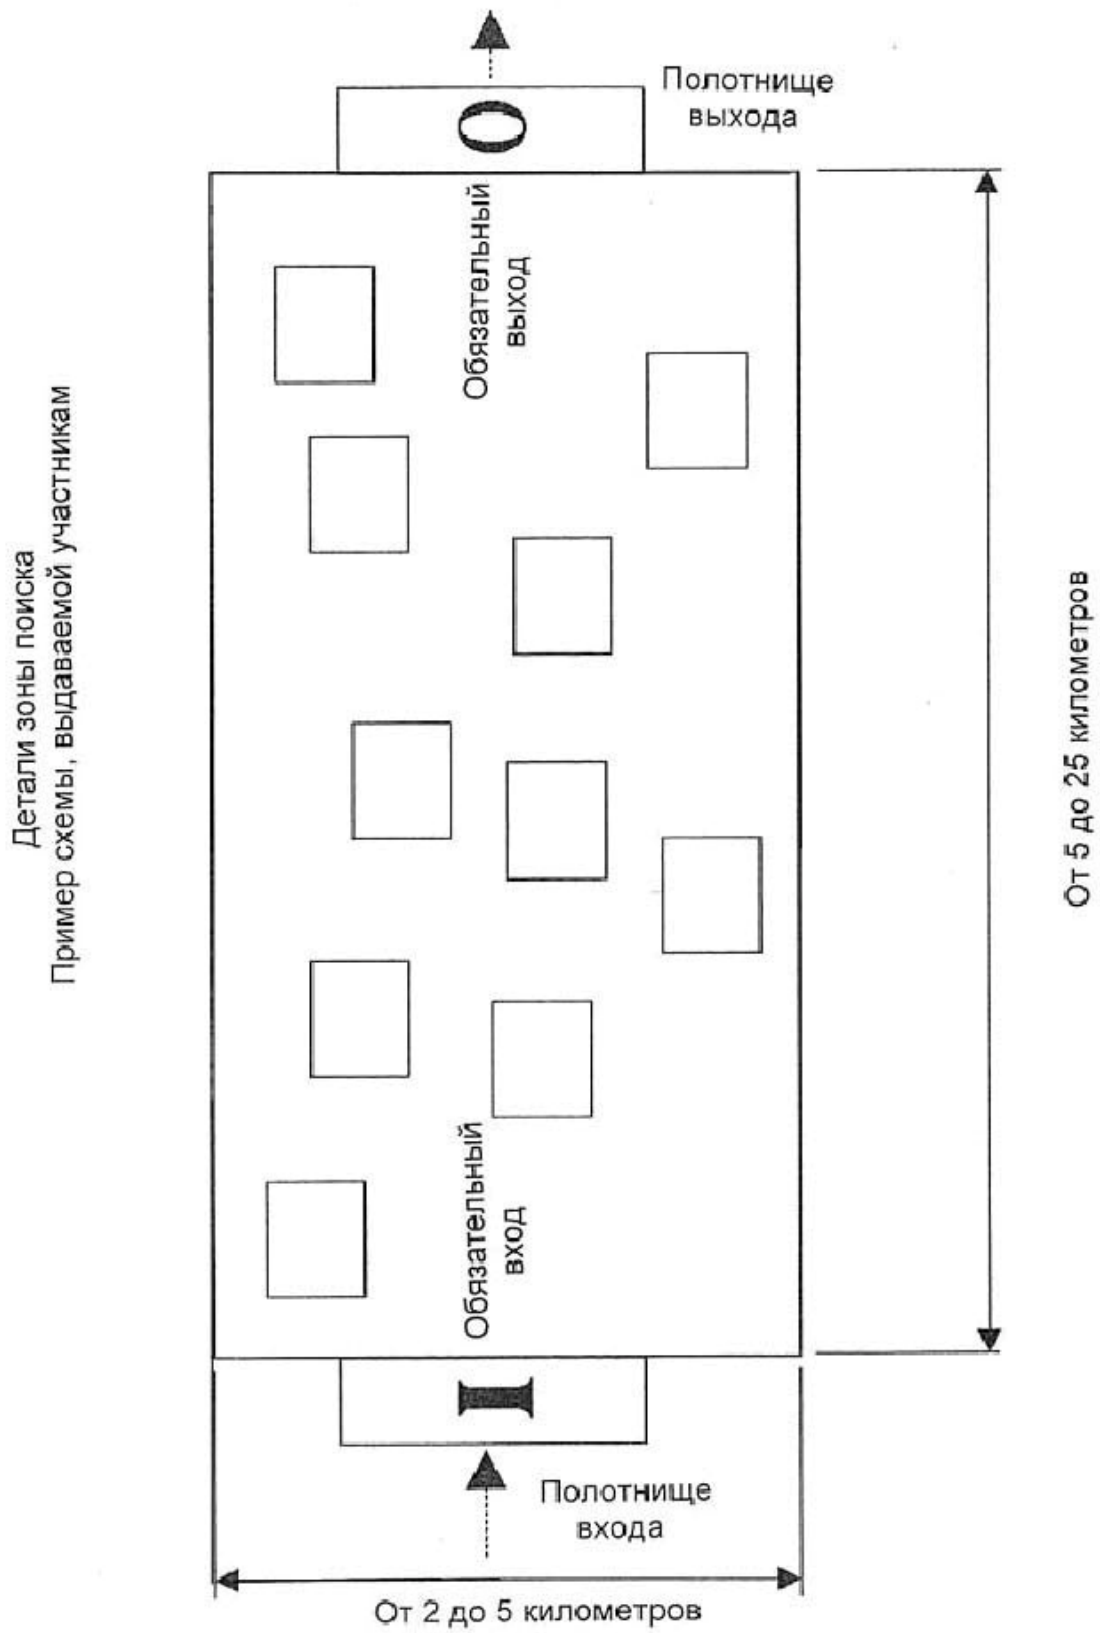 Детали зоны поиска
Пример схемы, выдаваемой участникам
Полотнище
выхода
O
Обязательный
выход
От 5 до 25 километров
Обязательный
вход
I
Полотнище
входа
От 2 до 5 километров